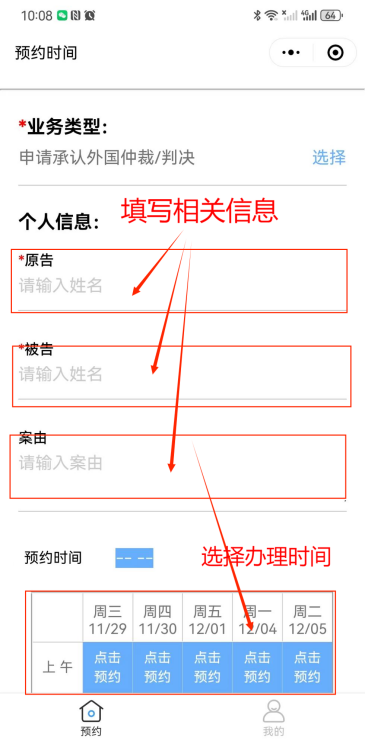 10:08 4G 64
预约时间
*业务类型：
申请承认外国仲裁/判决 选择
个人信息： 填写相关信息
*原告
请输入姓名
*被告
请输入姓名
案由
请输入案由
预约时间 -- -- 选择办理时间
周三 周四 周五 周一 周二
11/29 11/30 12/01 12/04 12/05
上午 点击 点击 点击 点击 点击
预约 预约 预约 预约 预约
预约 我的